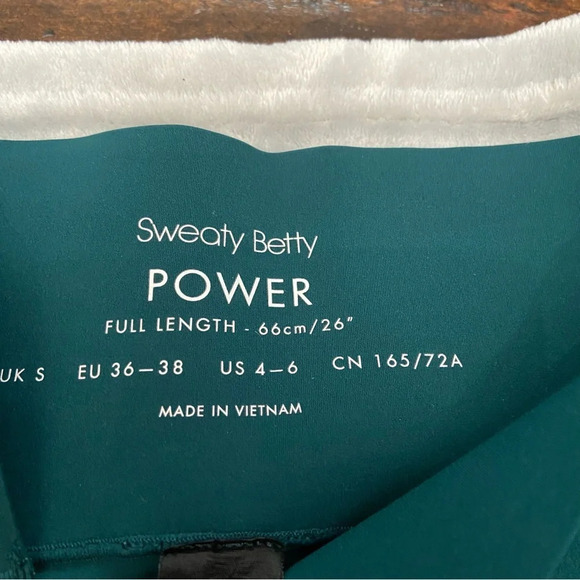 Sweaty Betty
POWER
FULL LENGTH - 66cm/26"
UK S EU 36–38 US 4–6 CN 165/72A
MADE IN VIETNAM